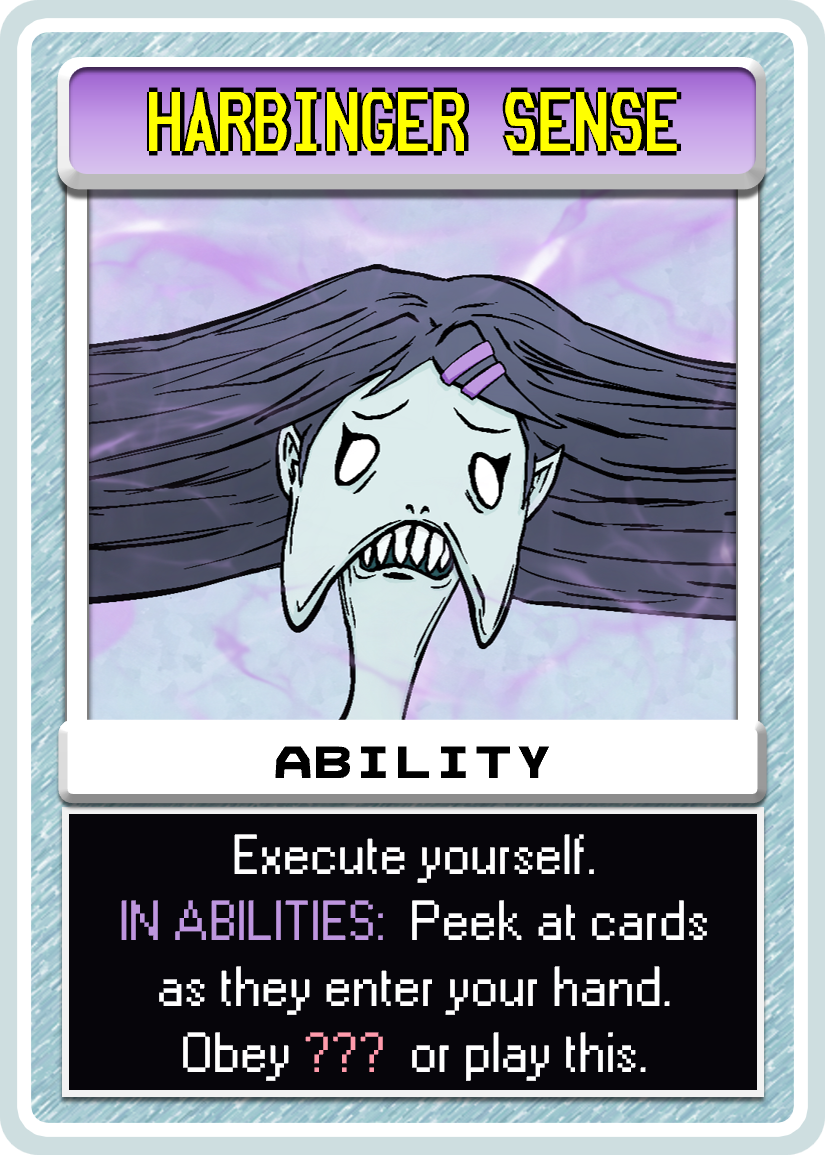 HARBINGER SENSE
ABILITY
Execute yourself.
IN ABILITIES: Peek at cards
as they enter your hand.
Obey ??? or play this.